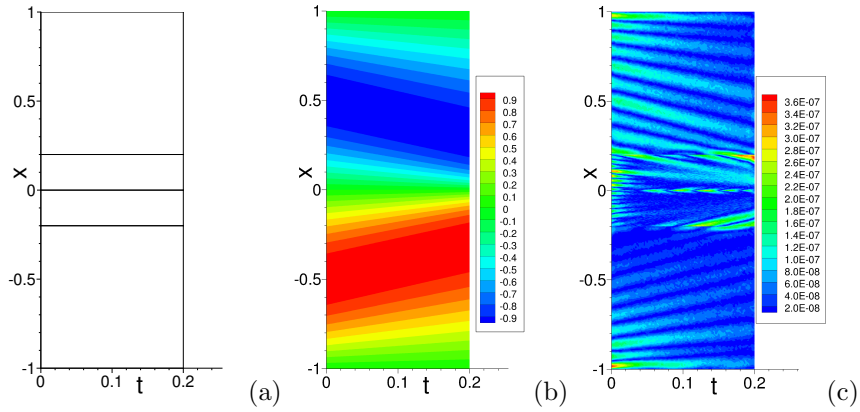 1
0.5
0
-0.5
-1
x
0
0.1
0.2
t
(a)
1
0.5
0
-0.5
-1
x
0
0.1
0.2
t
0.9
0.8
0.7
0.6
0.5
0.4
0.3
0.2
0.1
0
-0.1
-0.2
-0.3
-0.4
-0.5
-0.6
-0.7
-0.8
-0.9
(b)
1
0.5
0
-0.5
-1
x
0
0.1
0.2
t
3.6E-07
3.4E-07
3.2E-07
3.0E-07
2.8E-07
2.6E-07
2.4E-07
2.2E-07
2.0E-07
1.8E-07
1.6E-07
1.4E-07
1.2E-07
1.0E-07
8.0E-08
6.0E-08
4.0E-08
2.0E-08
(c)